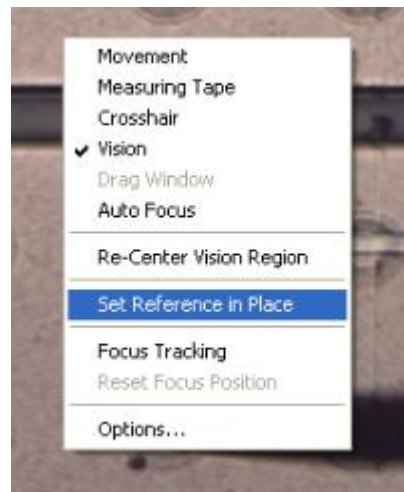 Movement
Measuring Tape
Crosshair
Vision
Drag Window
Auto Focus
Re-Center Vision Region
Set Reference in Place
Focus Tracking
Reset Focus Position
Options...